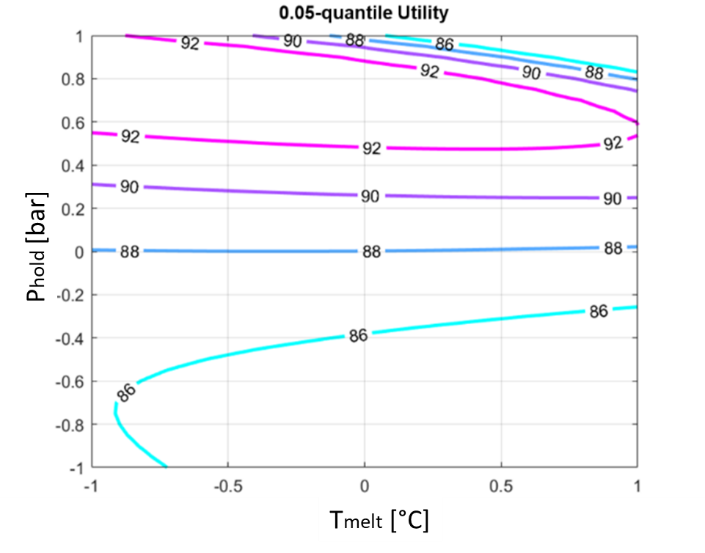 0.05-quantile Utility
1
0.8
0.6
0.4
0.2
0
-0.2
-0.4
-0.6
-0.8
-1
Phold [bar]
92 90 88 86
92 90 88
92 92 92
90 90 90
88 88 88
86 86 86
-1 -0.5 0 0.5 1
Tmelt [°C]